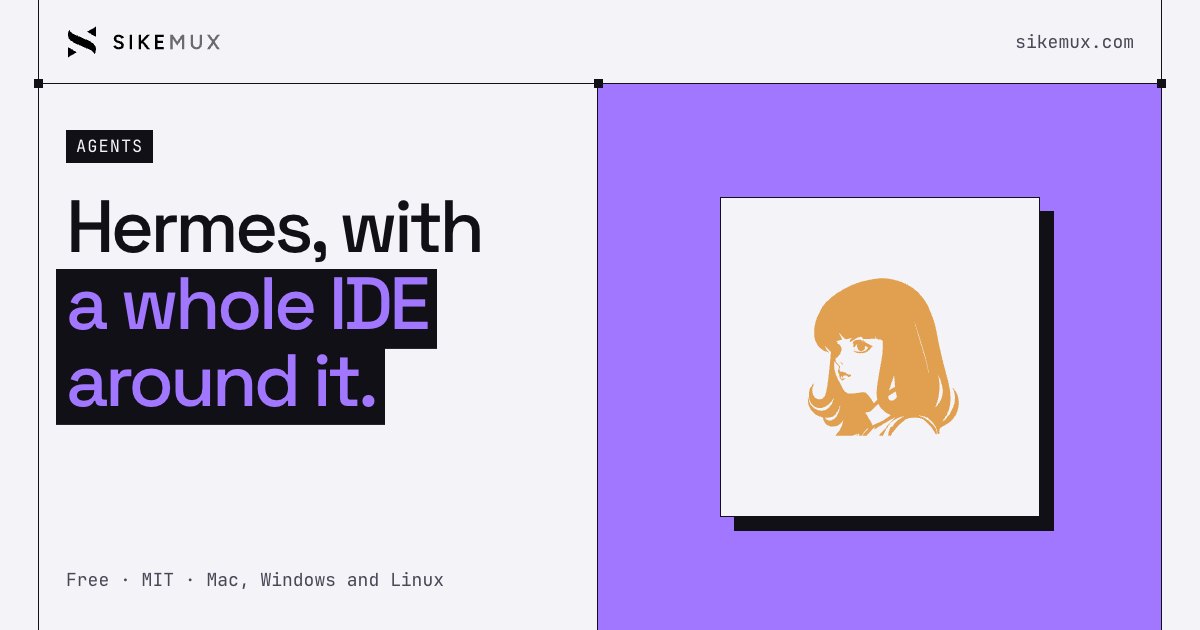 SIKEMUX
sikemux.com
AGENTS
Hermes, with
a whole IDE
around it.
Free · MIT · Mac, Windows and Linux